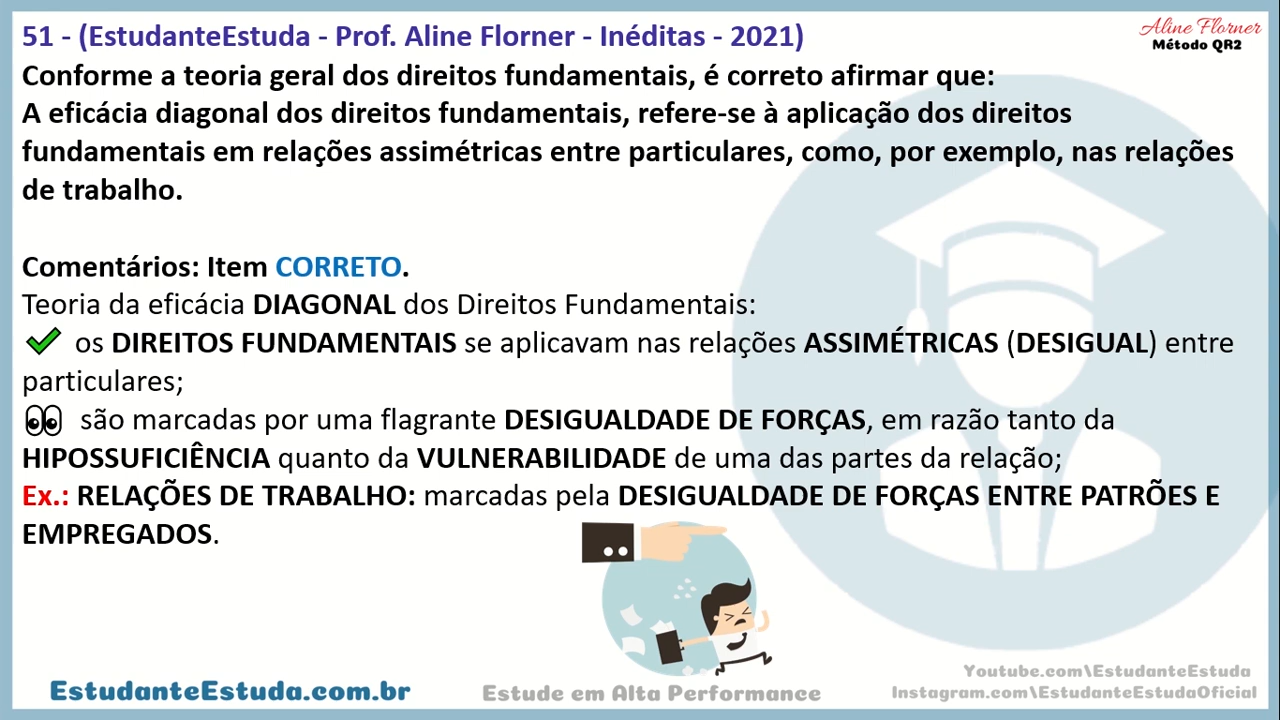 51 - (EstudanteEstuda - Prof. Aline Florner - Inéditas - 2021)
Aline Florner
Método QR2
Conforme a teoria geral dos direitos fundamentais, é correto afirmar que:
A eficácia diagonal dos direitos fundamentais, refere-se à aplicação dos direitos
fundamentais em relações assimétricas entre particulares, como, por exemplo, nas relações
de trabalho.
Comentários: Item CORRETO.
Teoria da eficácia DIAGONAL dos Direitos Fundamentais:
os DIREITOS FUNDAMENTAIS se aplicavam nas relações ASSIMÉTRICAS (DESIGUAL) entre
particulares;
são marcadas por uma flagrante DESIGUALDADE DE FORÇAS, em razão tanto da
HIPOSSUFICIÊNCIA quanto da VULNERABILIDADE de uma das partes da relação;
Ex.: RELAÇÕES DE TRABALHO: marcadas pela DESIGUALDADE DE FORÇAS ENTRE PATRÕES E
EMPREGADOS.
EstudanteEstuda.com.br
Estude em Alta Performance
Youtube.com\EstudanteEstuda
Instagram.com\EstudanteEstudaOficial